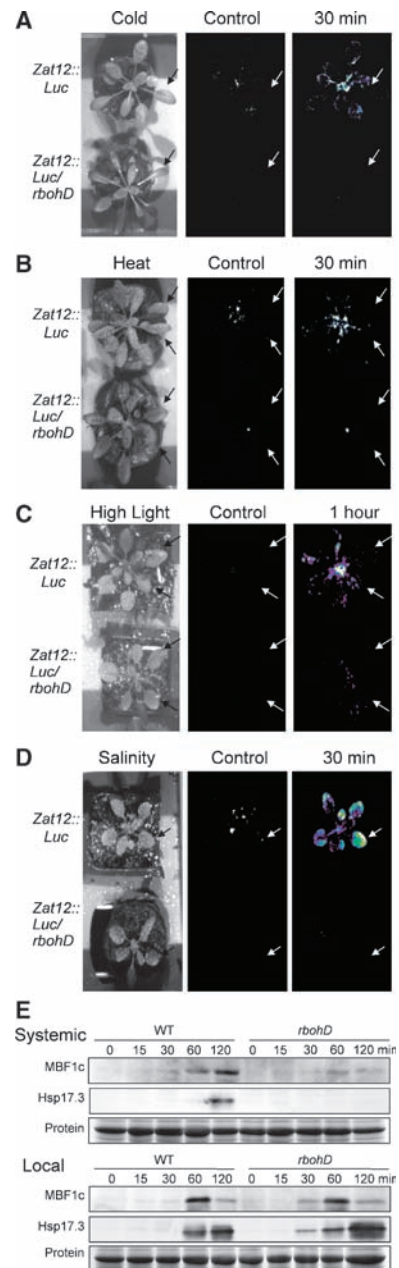 A
Cold Control 30 min
Zat12::
Luc
Zat12::
Luc/
rbohD
B
Heat Control 30 min
Zat12::
Luc
Zat12::
Luc/
rbohD
C
High Light Control 1 hour
Zat12::
Luc
Zat12::
Luc/
rbohD
D
Salinity Control 30 min
Zat12::
Luc
Zat12::
Luc/
rbohD
E
Systemic WT rbohD
0 15 30 60 120 0 15 30 60 120 min
MBF1c
Hsp17.3
Protein
Local WT rbohD
0 15 30 60 120 0 15 30 60 120 min
MBF1c
Hsp17.3
Protein